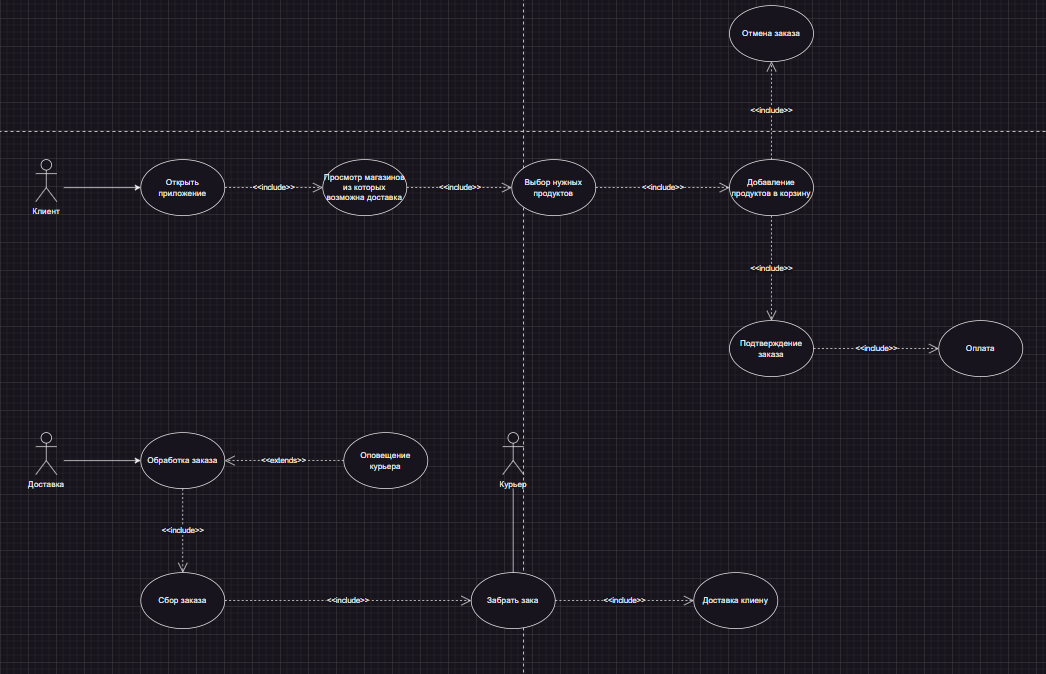 Отмена заказа
<<include>>
Клиент
Открыть
приложение
<<include>>
Просмотр магазинов
из которых
возможна доставка
<<include>>
Выбор нужных
продуктов
<<include>>
Добавление
продуктов в корзину
<<include>>
Подтверждение
заказа
<<include>>
Оплата
Доставка
Обработка заказа
<<extends>>
Оповещение
курьера
Курьер
<<include>>
Сбор заказа
<<include>>
Забрать зака
<<include>>
Доставка клиену